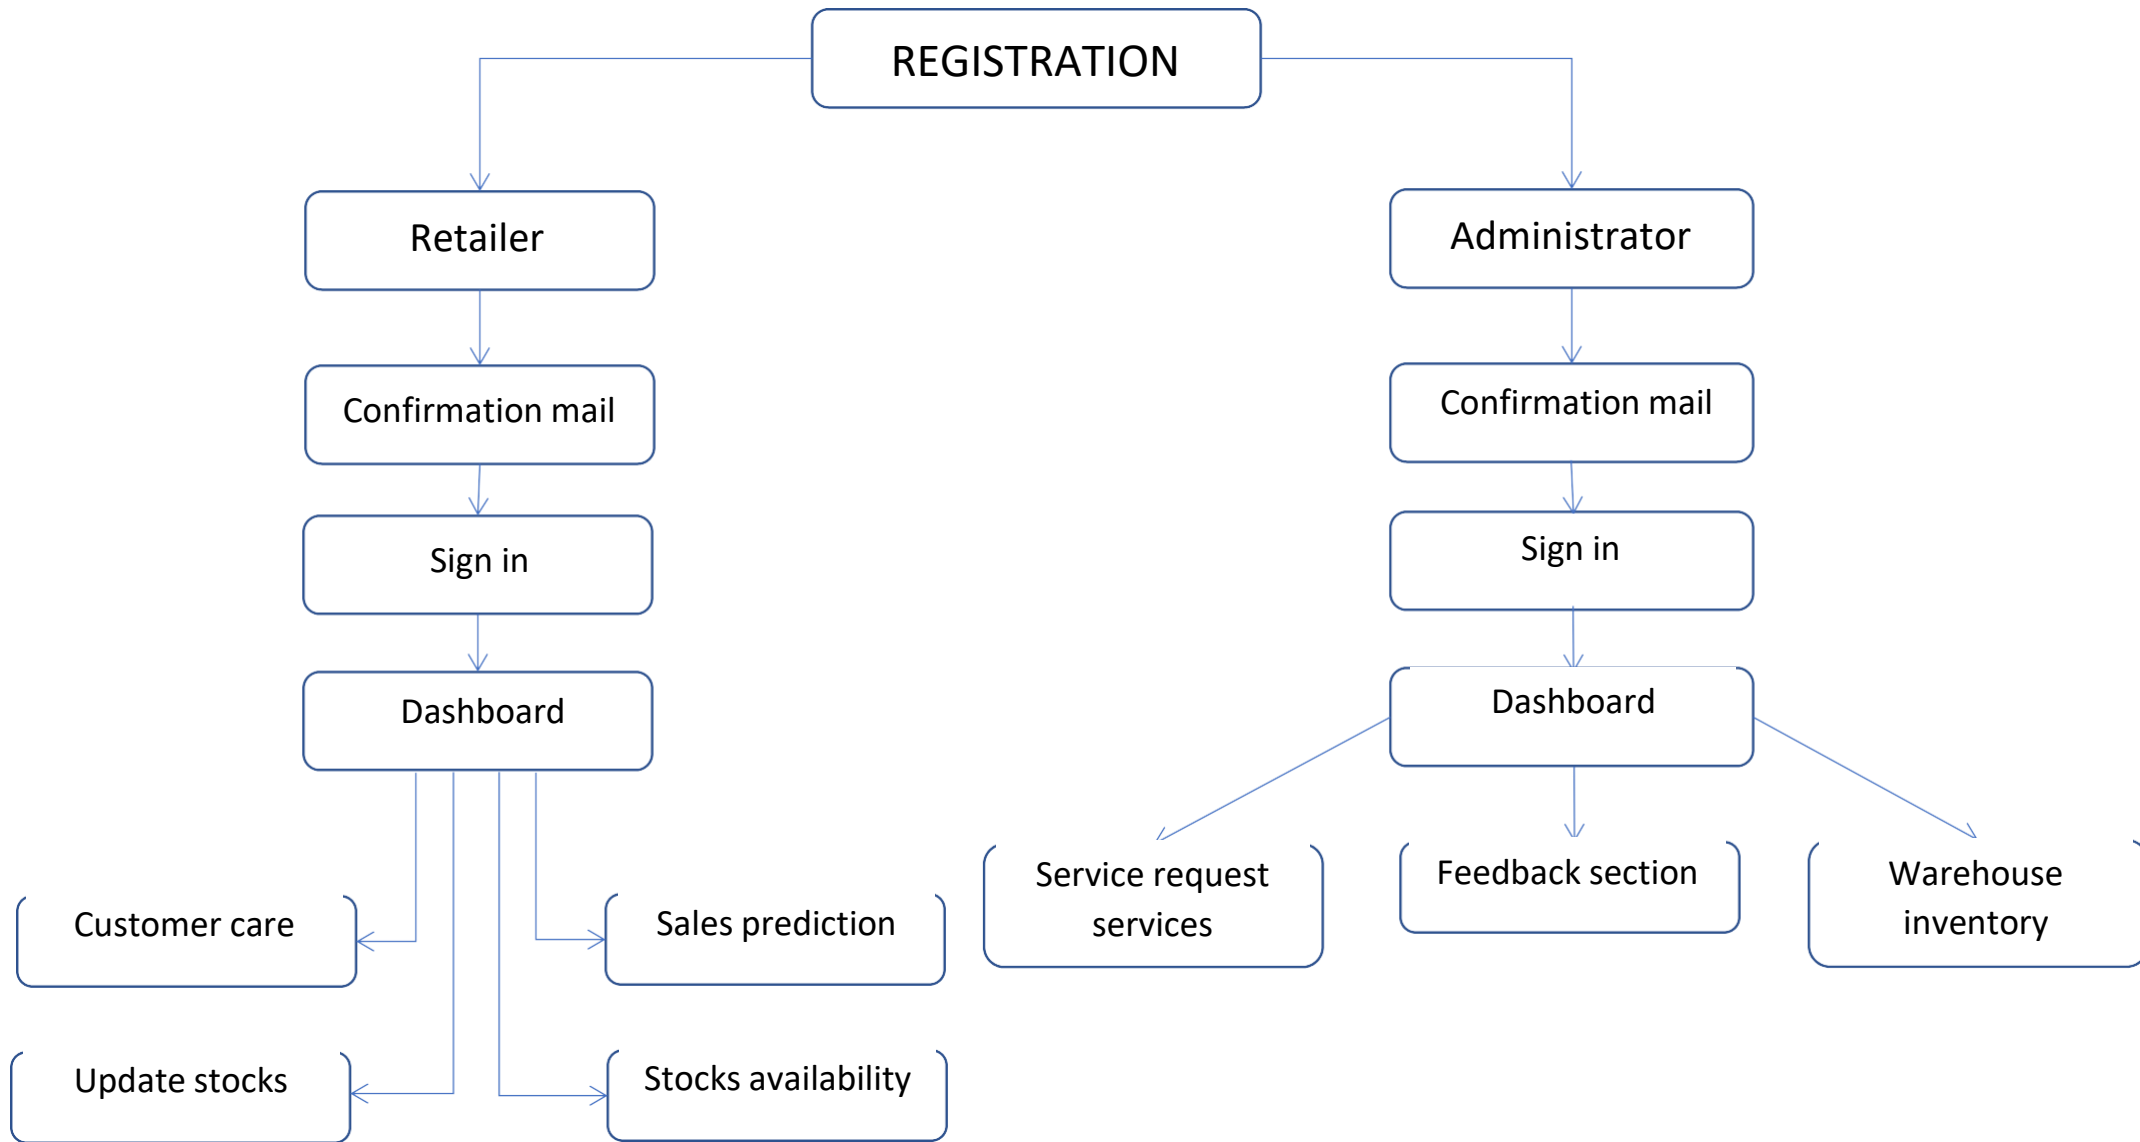 REGISTRATION
Retailer
Administrator
Confirmation mail
Confirmation mail
Sign in
Sign in
Dashboard
Dashboard
Service request
services
Feedback section
Warehouse
inventory
Customer care
Sales prediction
Update stocks
Stocks availability